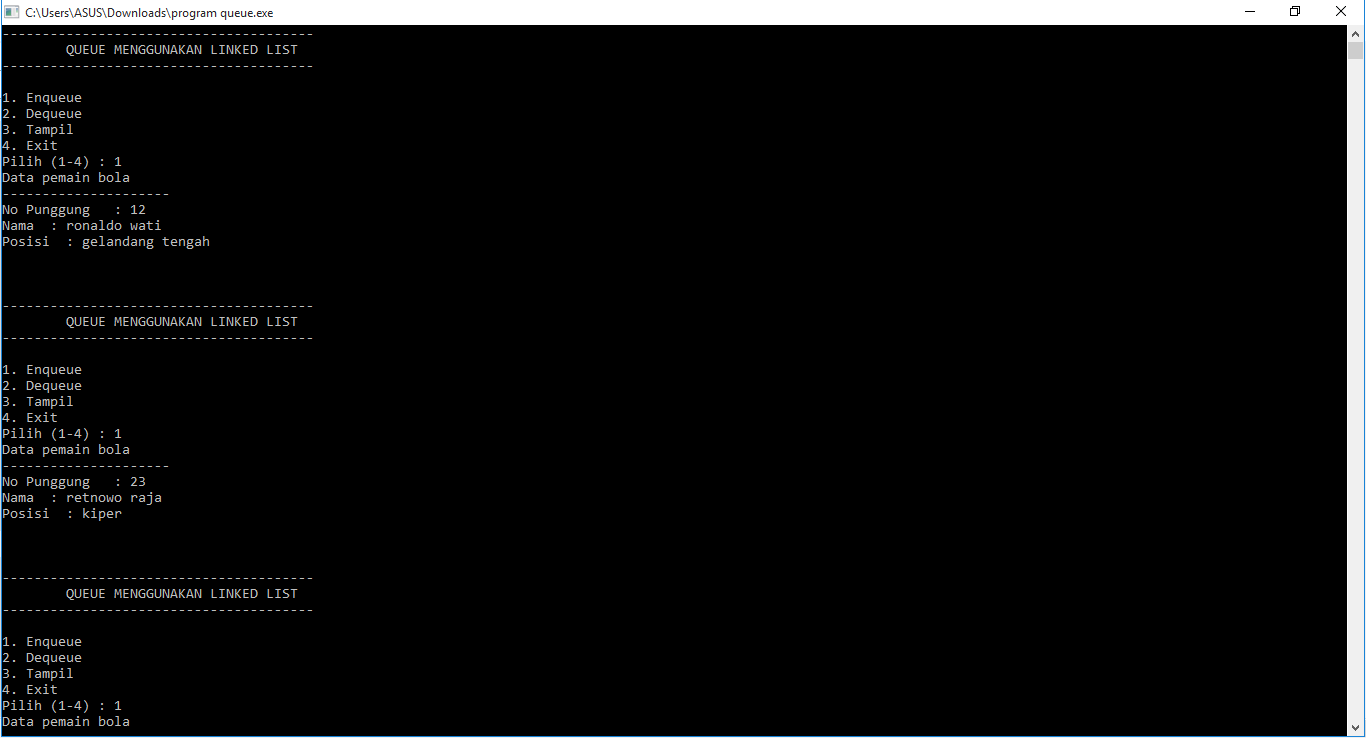 C:\Users\ASUS\Downloads\program queue.exe
---------------------------------------
QUEUE MENGGUNAKAN LINKED LIST
---------------------------------------
1. Enqueue
2. Dequeue
3. Tampil
4. Exit
Pilih (1-4) : 1
Data pemain bola
---------------------
No Punggung   : 12
Nama  : ronaldo wati
Posisi  : gelandang tengah
---------------------------------------
QUEUE MENGGUNAKAN LINKED LIST
---------------------------------------
1. Enqueue
2. Dequeue
3. Tampil
4. Exit
Pilih (1-4) : 1
Data pemain bola
---------------------
No Punggung   : 23
Nama  : retnowo raja
Posisi  : kiper
---------------------------------------
QUEUE MENGGUNAKAN LINKED LIST
---------------------------------------
1. Enqueue
2. Dequeue
3. Tampil
4. Exit
Pilih (1-4) : 1
Data pemain bola